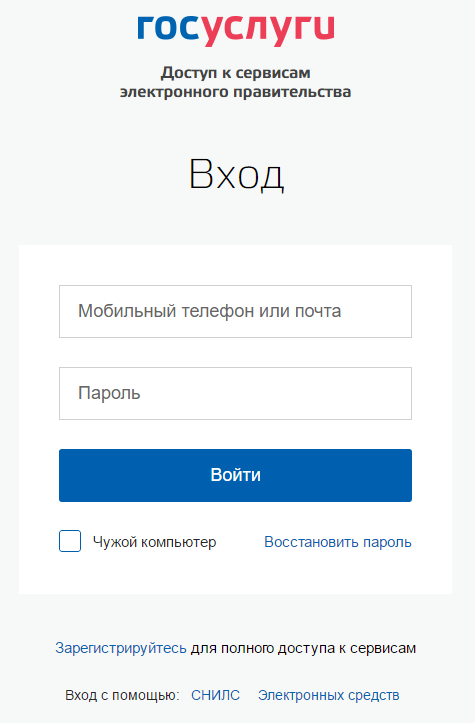 госуслуги
Доступ к сервисам
электронного правительства
Вход
Мобильный телефон или почта
Пароль
Войти
Чужой компьютер Восстановить пароль
Зарегистрируйтесь для полного доступа к сервисам
Вход с помощью: СНИЛС Электронных средств